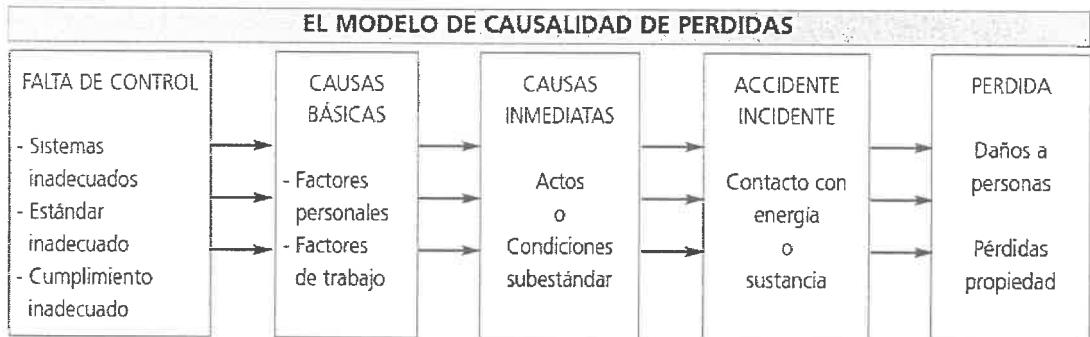 EL MODELO DE CAUSALIDAD DE PERDIDAS
FALTA DE CONTROL
- Sistemas
inadecuados
- Estándar
inadecuado
- Cumplimiento
inadecuado
CAUSAS
BÁSICAS
- Factores
personales
- Factores
de trabajo
CAUSAS
INMEDIATAS
Actos
o
Condiciones
subestándar
ACCIDENTE
INCIDENTE
Contacto con
energía
o
sustancia
PERDIDA
Daños a
personas
Pérdidas
propiedad